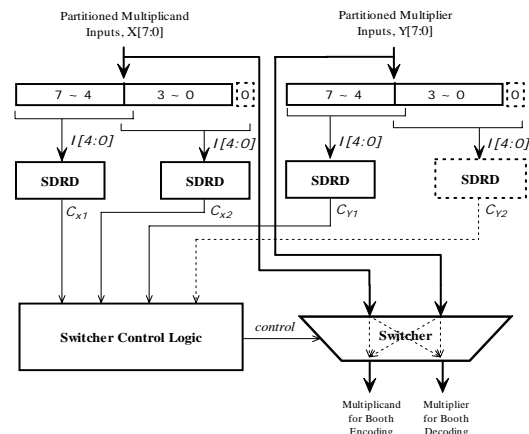 Partitioned Multiplicand
Inputs, X[7:0]
Partitioned Multiplier
Inputs, Y[7:0]
7 ~ 4 3 ~ 0 0
7 ~ 4 3 ~ 0 0
I [4:0] I [4:0] I [4:0] I [4:0]
SDRD SDRD SDRD SDRD
Cx1 Cx2 CY1 CY2
Switcher Control Logic
control
Switcher
Multiplicand
for Booth
Encoding
Multiplier
for Booth
Decoding